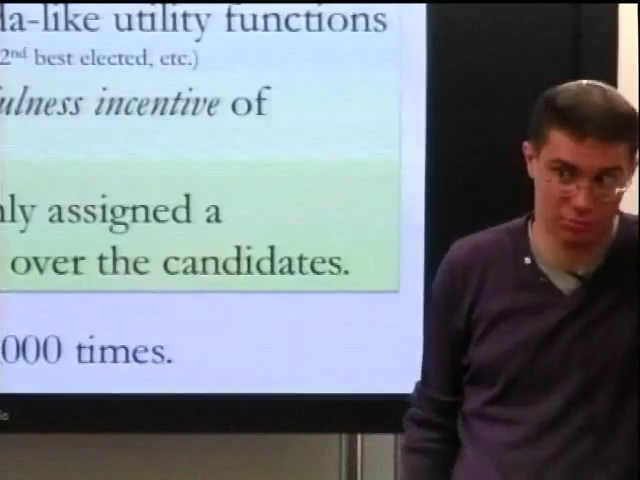 da-like utility functions
2nd best elected, etc.)
ulness incentive of
nly assigned a
over the candidates.
000 times.